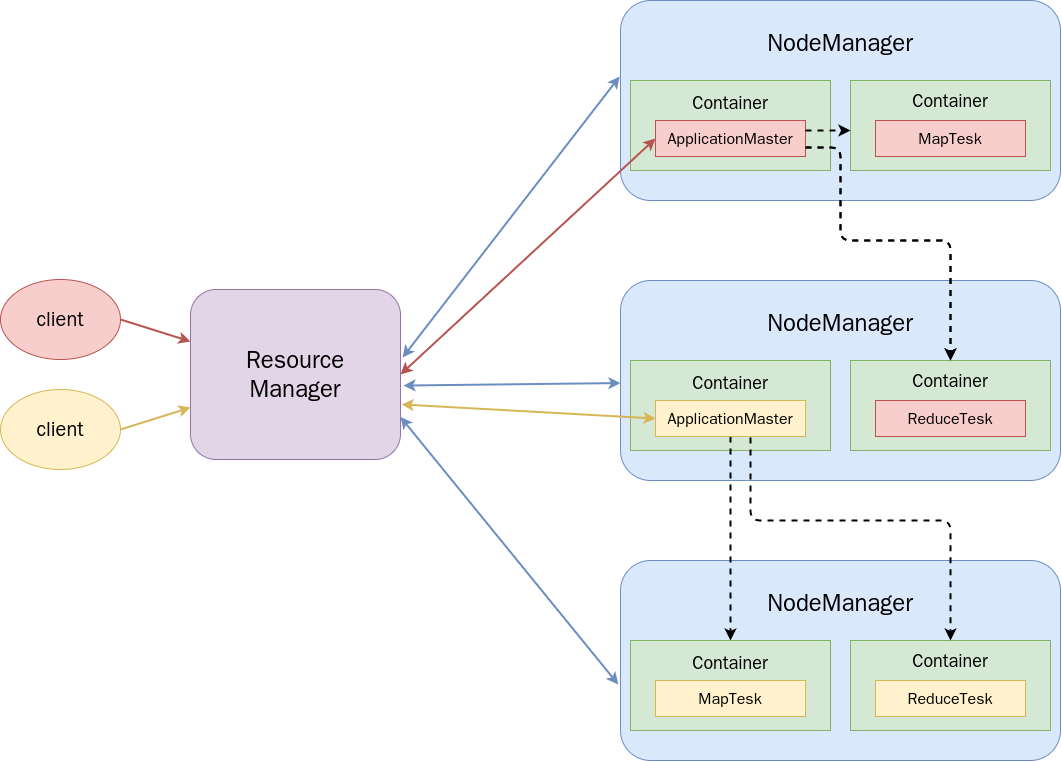 client
client
Resource
Manager
NodeManager
Container
ApplicationMaster
Container
MapTesk
NodeManager
Container
ApplicationMaster
Container
ReduceTesk
NodeManager
Container
MapTesk
Container
ReduceTesk